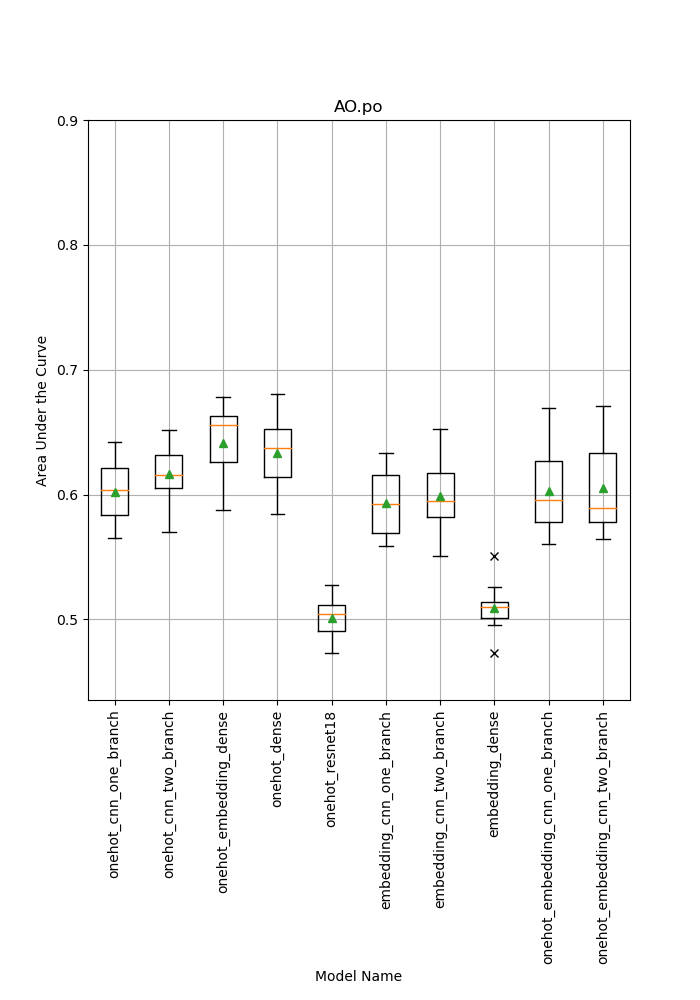 AO.po
0.9
0.8
0.7
0.6
0.5
Area Under the Curve
onehot_cnn_one_branch
onehot_cnn_two_branch
onehot_embedding_dense
onehot_dense
onehot_resnet18
embedding_cnn_one_branch
embedding_cnn_two_branch
embedding_dense
onehot_embedding_cnn_one_branch
onehot_embedding_cnn_two_branch
Model Name